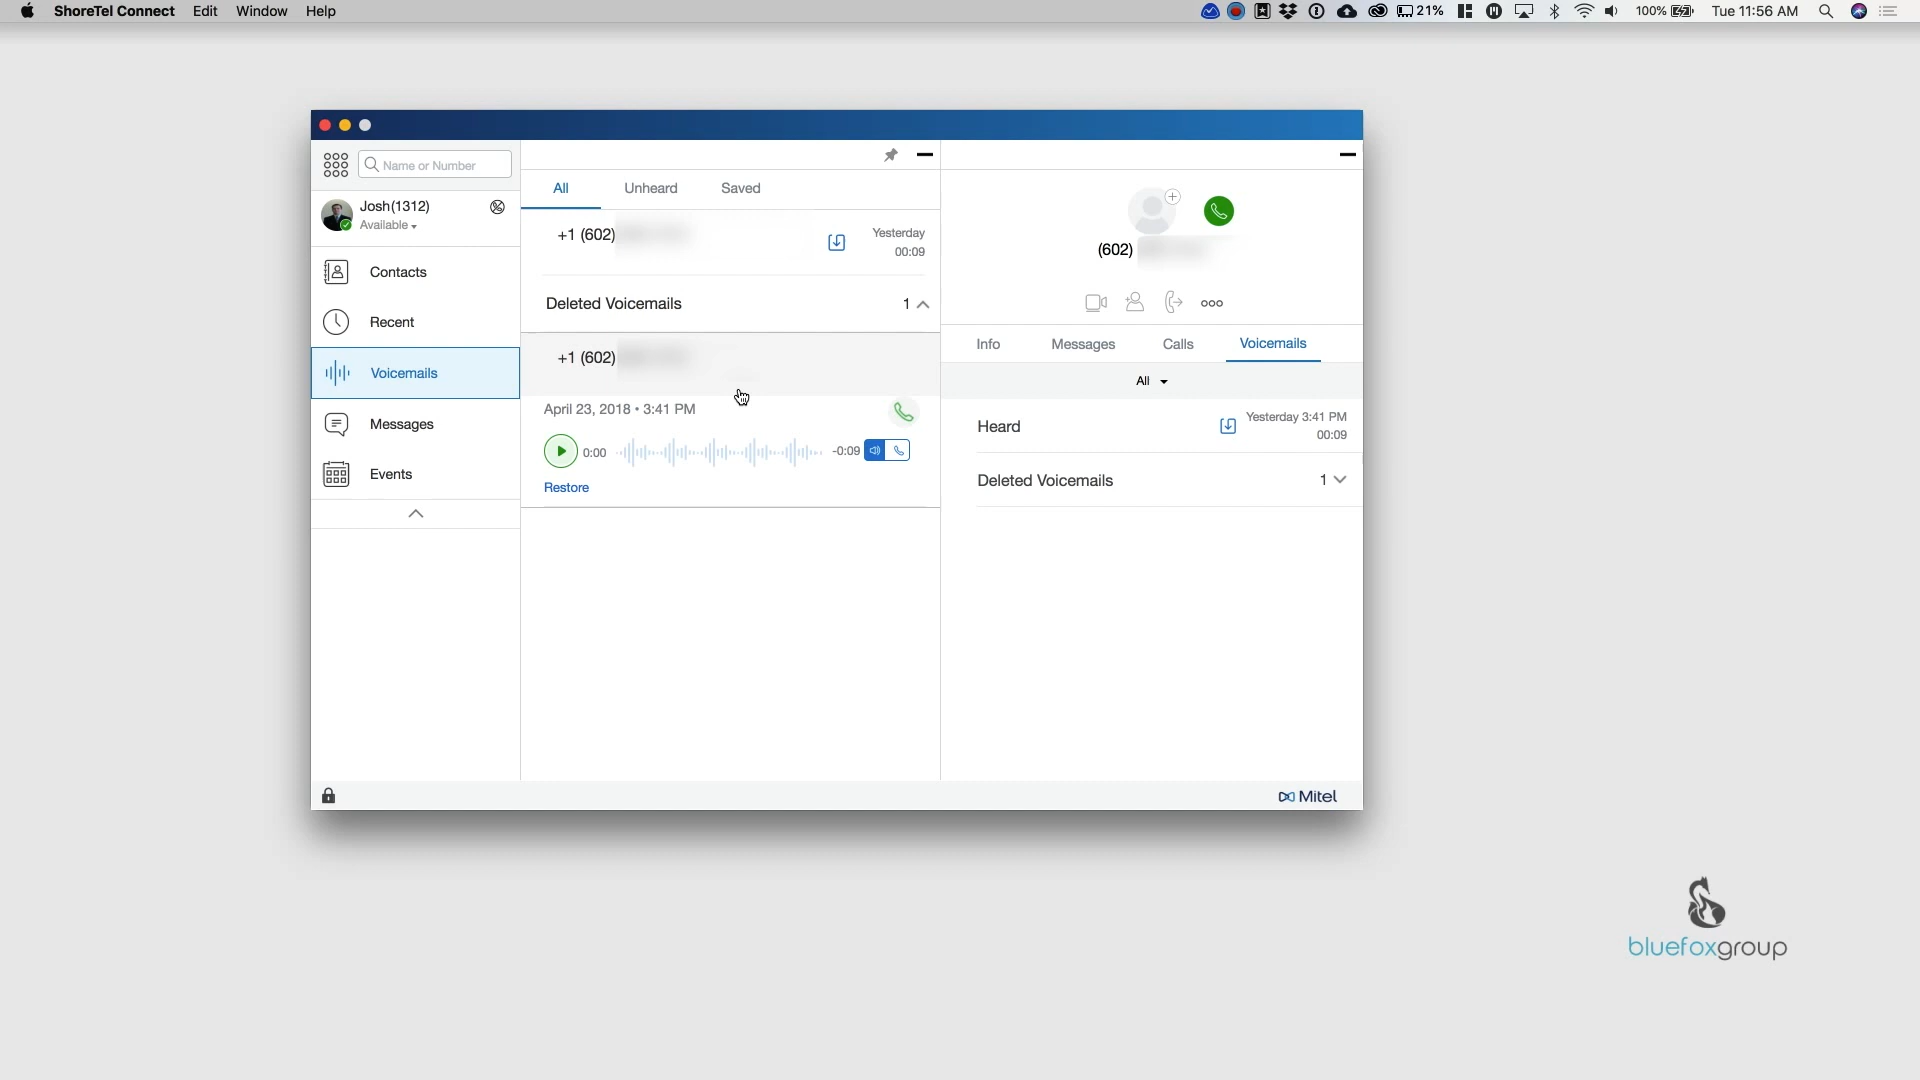 ShoreTel Connect Edit Window Help 21% 100% Tue 11:56 AM
Name or Number
Josh(1312)
Available
Contacts
Recent
Voicemails
Messages
Events
All Unheard Saved
+1 (602)
Yesterday
00:09
Deleted Voicemails 1
+1 (602)
April 23, 2018 • 3:41 PM
0:00 -0:09
Restore
(602)
Info Messages Calls Voicemails
All
Heard Yesterday 3:41 PM
00:09
Deleted Voicemails 1
Mitel
bluefoxgroup